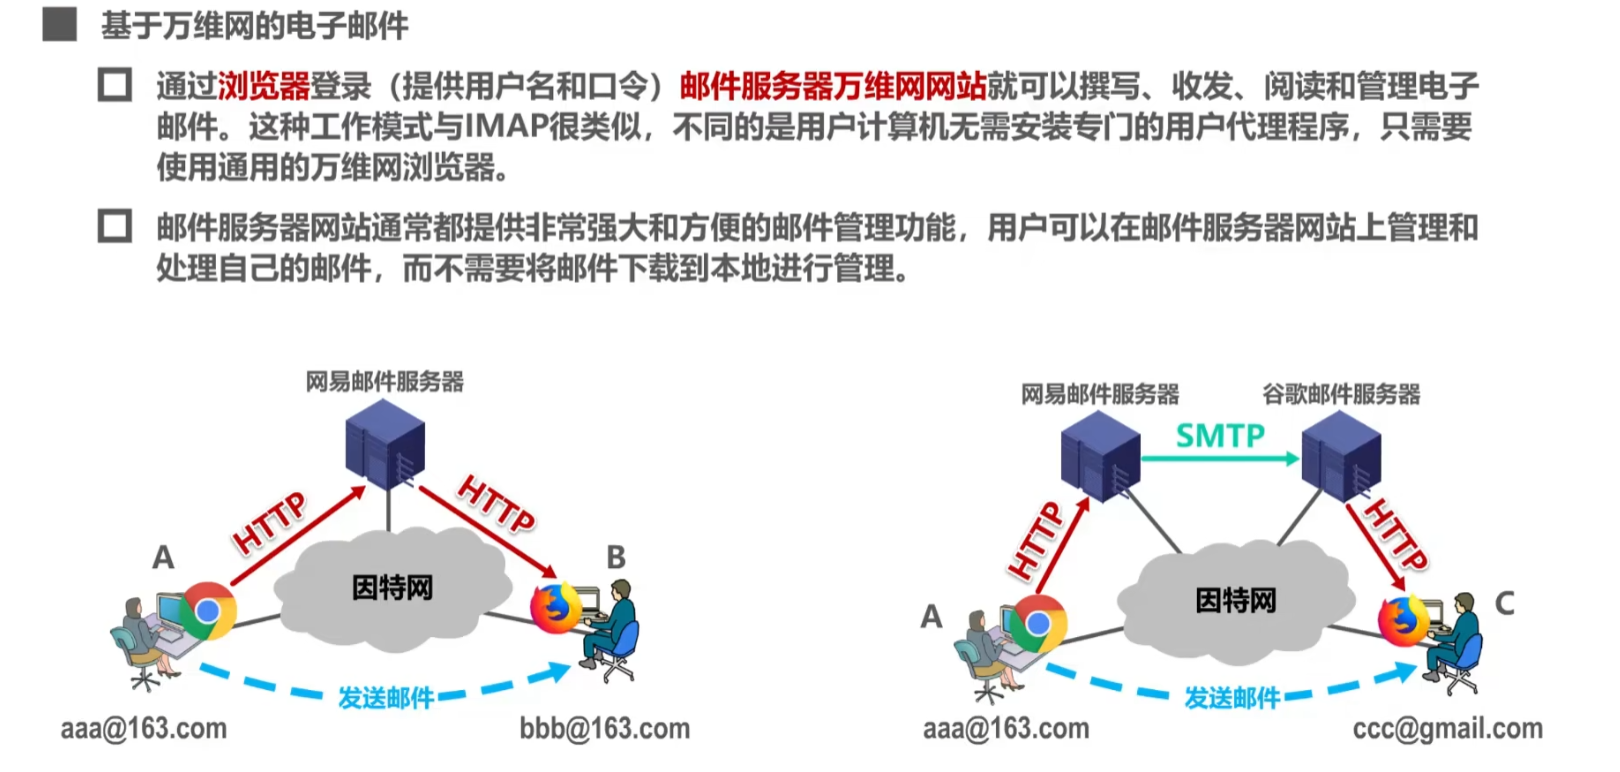 基于万维网的电子邮件
通过浏览器登录（提供用户名和口令）邮件服务器万维网网站就可以撰写、收发、阅读和管理电子
邮件。这种工作模式与IMAP很类似，不同的是用户计算机无需安装专门的用户代理程序，只需要
使用通用的万维网浏览器。
邮件服务器网站通常都提供非常强大和方便的邮件管理功能，用户可以在邮件服务器网站上管理和
处理自己的邮件，而不需要将邮件下载到本地进行管理。
网易邮件服务器
HTTP
HTTP
A
B
因特网
发送邮件
aaa@163.com
bbb@163.com
网易邮件服务器
谷歌邮件服务器
SMTP
HTTP
HTTP
A
C
因特网
发送邮件
aaa@163.com
ccc@gmail.com